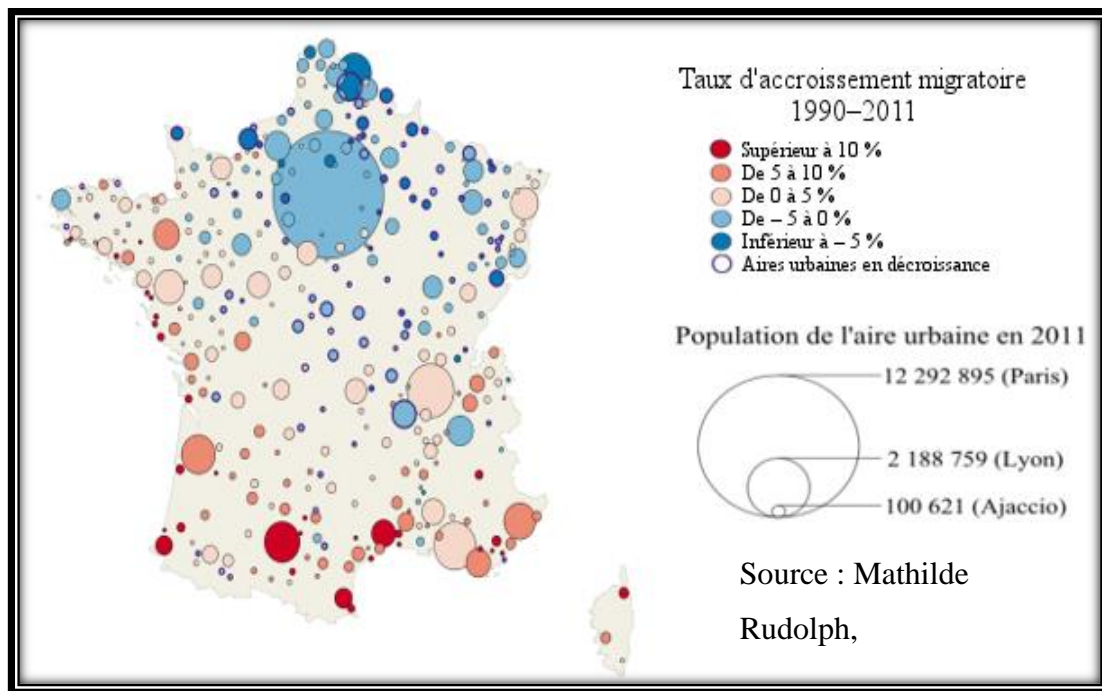 Taux d'accroissement migratoire
1990–2011
Supérieur à 10 %
De 5 à 10 %
De 0 à 5 %
De – 5 à 0 %
Inférieur à – 5 %
Aires urbaines en décroissance
Population de l'aire urbaine en 2011
12 292 895 (Paris)
2 188 759 (Lyon)
100 621 (Ajaccio)
Source : Mathilde
Rudolph,